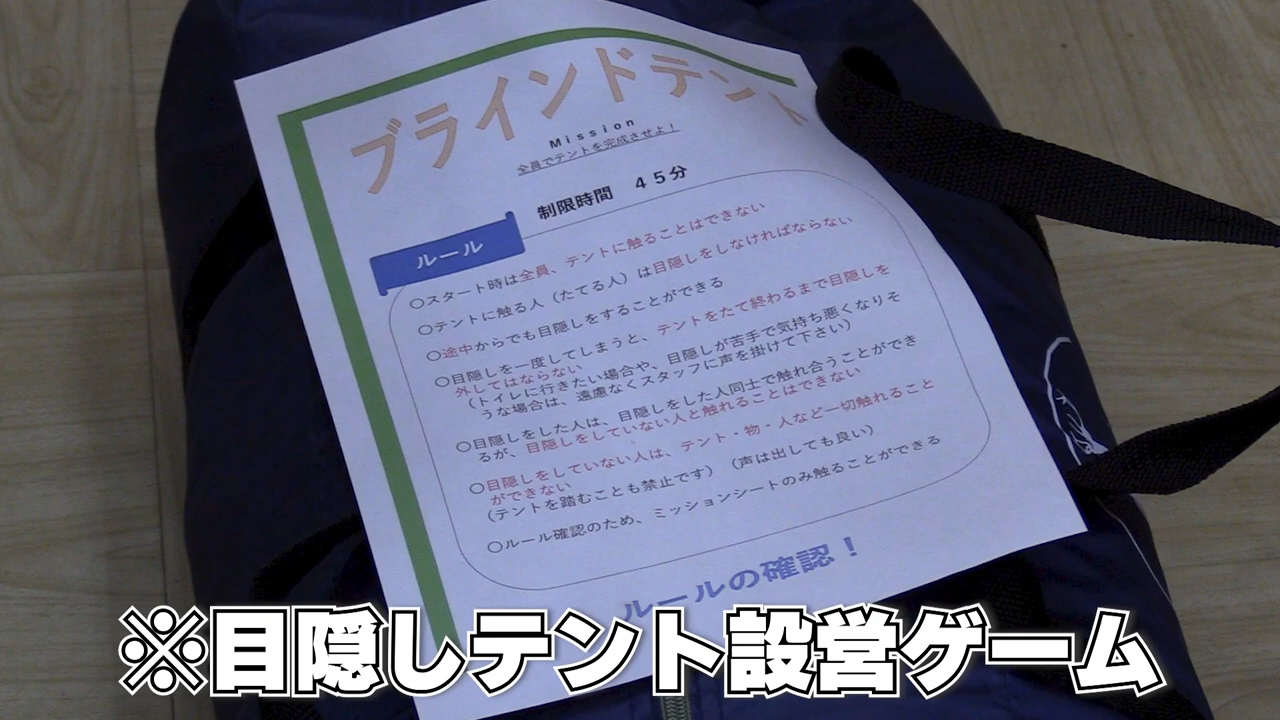 ブラインドテント
Mission
全員でテントを完成させよ！
制限時間　４５分
ルール
○スタート時は全員、テントに触ることはできない
○テントに触る人（たてる人）は目隠しをしなければならない
○途中からでも目隠しをすることができる
○目隠しを一度してしまうと、テントをたて終わるまで目隠しを
外してはならない
（トイレに行きたい場合や、目隠しが苦手で気持ち悪くなりそ
うな場合は、遠慮なくスタッフに声を掛けて下さい）
○目隠しをした人は、目隠しをした人同士で触れ合うことができ
るが、目隠しをしていない人と触れることはできない
○目隠しをしていない人は、テント・物・人など一切触れること
ができない
（テントを踏むことも禁止です）（声は出しても良い）
○ルール確認のため、ミッションシートのみ触ることができる
ルールの確認！
※目隠しテント設営ゲーム